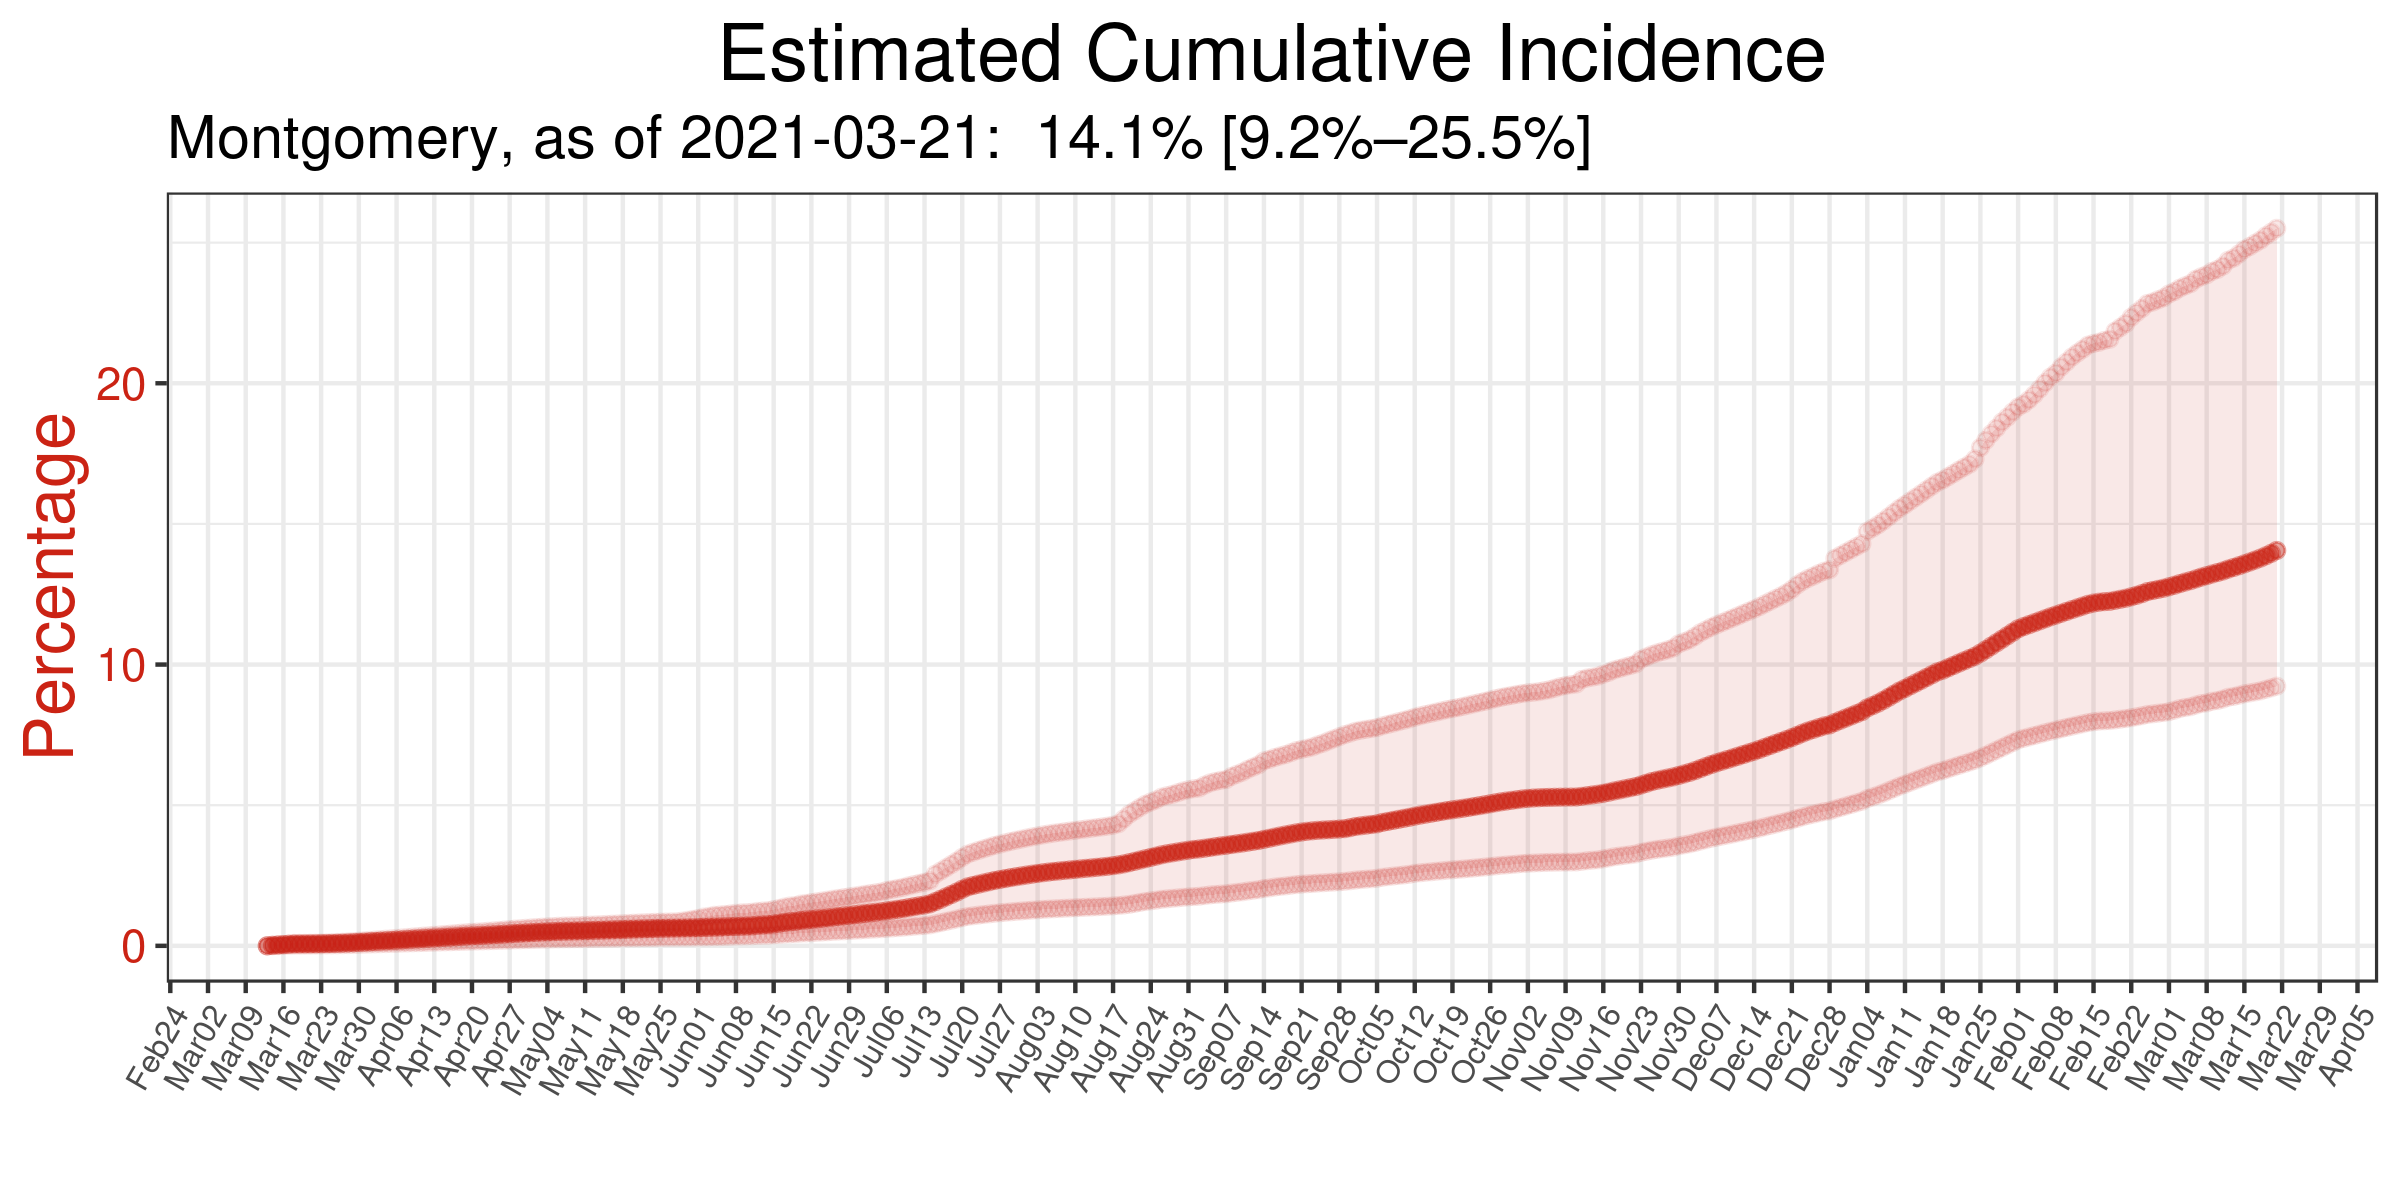 Estimated Cumulative Incidence
Montgomery, as of 2021-03-21:  14.1% [9.2%–25.5%]
Percentage
20
10
0
Feb24
Mar02
Mar09
Mar16
Mar23
Mar30
Apr06
Apr13
Apr20
Apr27
May04
May11
May18
May25
Jun01
Jun08
Jun15
Jun22
Jun29
Jul06
Jul13
Jul20
Jul27
Aug03
Aug10
Aug17
Aug24
Aug31
Sep07
Sep14
Sep21
Sep28
Oct05
Oct12
Oct19
Oct26
Nov02
Nov09
Nov16
Nov23
Nov30
Dec07
Dec14
Dec21
Dec28
Jan04
Jan11
Jan18
Jan25
Feb01
Feb08
Feb15
Feb22
Mar01
Mar08
Mar15
Mar22
Mar29
Apr05